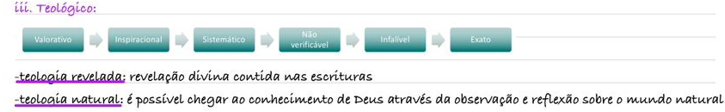 iii. Teológico:
Valorativo
Inspiracional
Sistemático
Não
verificável
Infalível
Exato
-teologia revelada: revelação divina contida nas escrituras
-teologia natural: é possível chegar ao conhecimento de Deus através da observação e reflexão sobre o mundo natural.